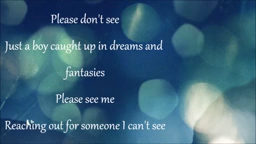 Please don't see
Just a boy caught up in dreams and
fantasies
Please see me
Reaching out for someone I can't see